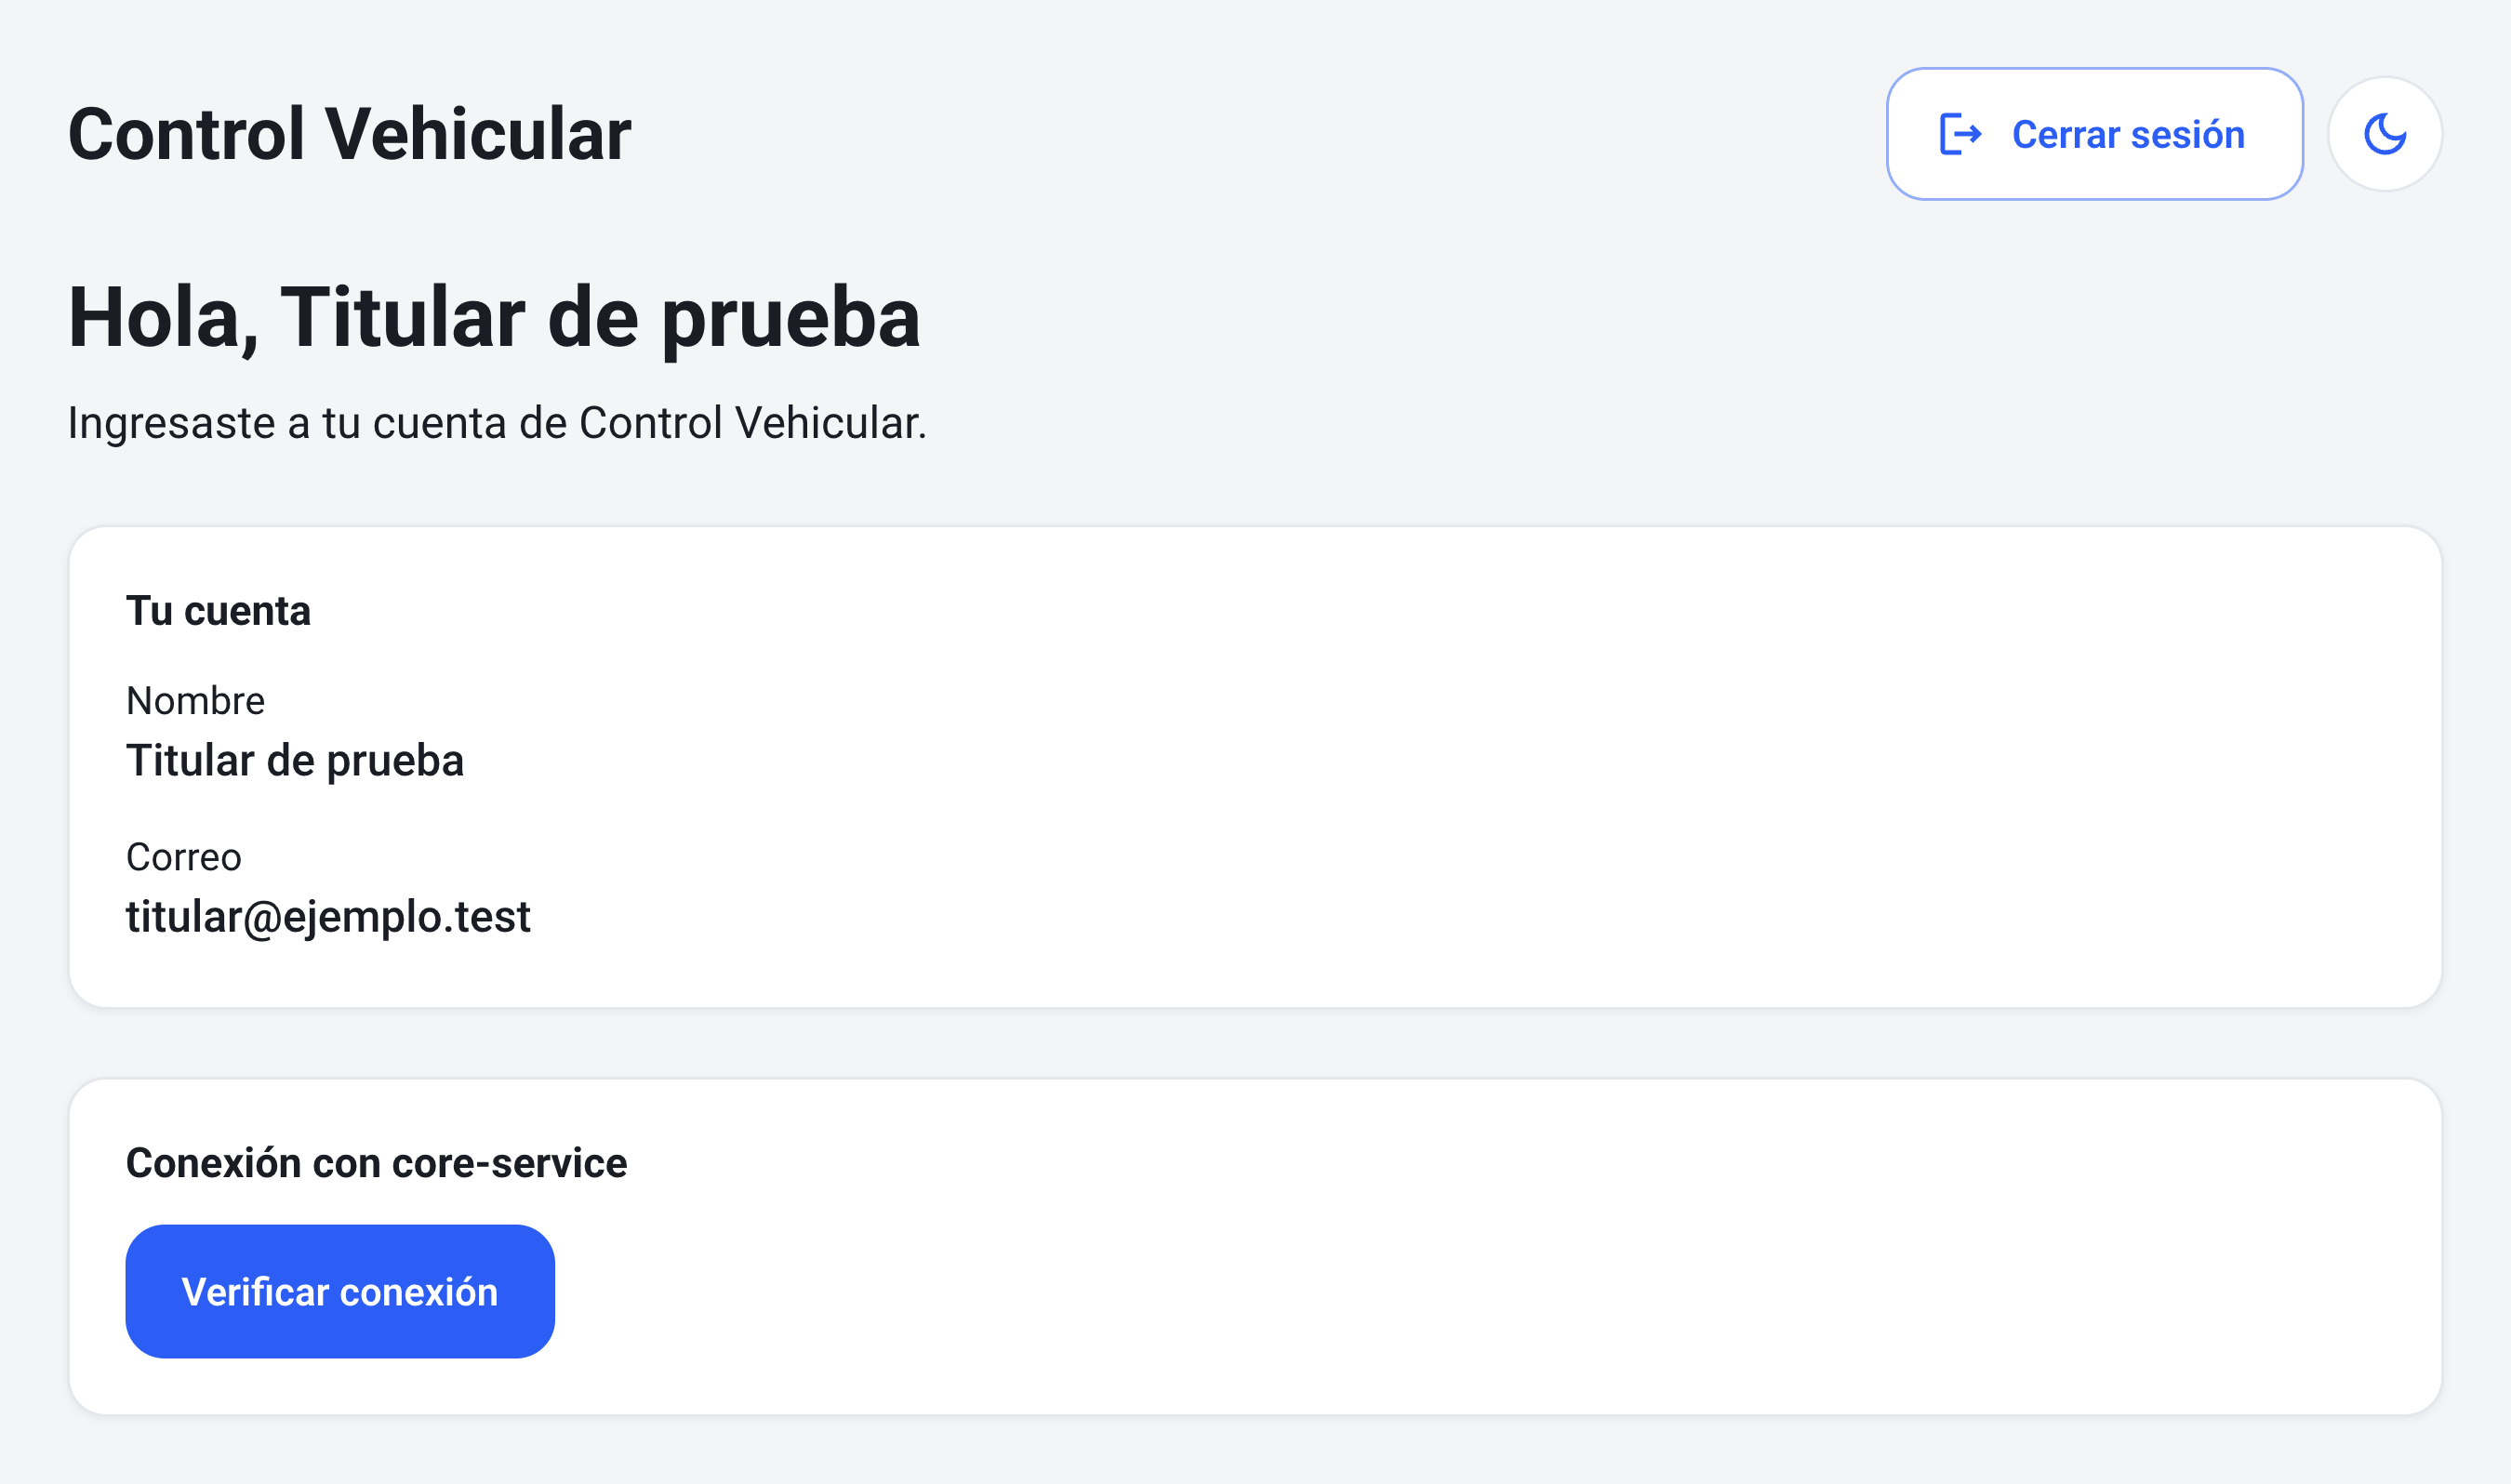 Control Vehicular
Cerrar sesión
Hola, Titular de prueba
Ingresaste a tu cuenta de Control Vehicular.
Tu cuenta
Nombre
Titular de prueba
Correo
titular@ejemplo.test
Conexión con core-service
Verificar conexión